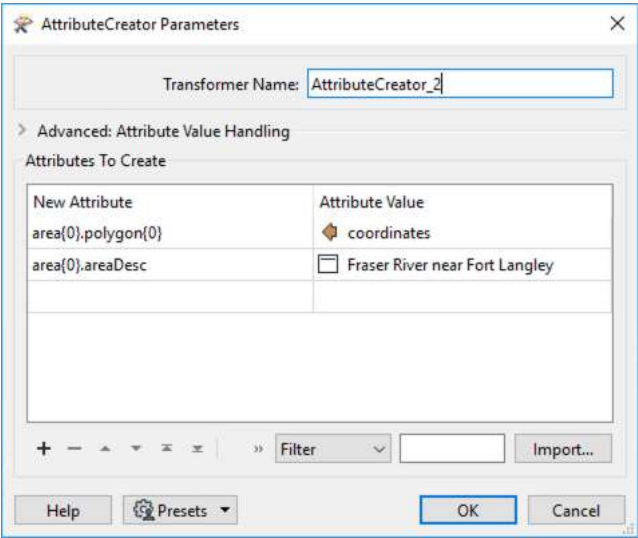 AttributeCreator Parameters
Transformer Name: AttributeCreator_2
Advanced: Attribute Value Handling
Attributes To Create
New Attribute Attribute Value
area{0}.polygon{0} coordinates
area{0}.areaDesc Fraser River near Fort Langley
Filter Import...
Help Presets OK Cancel